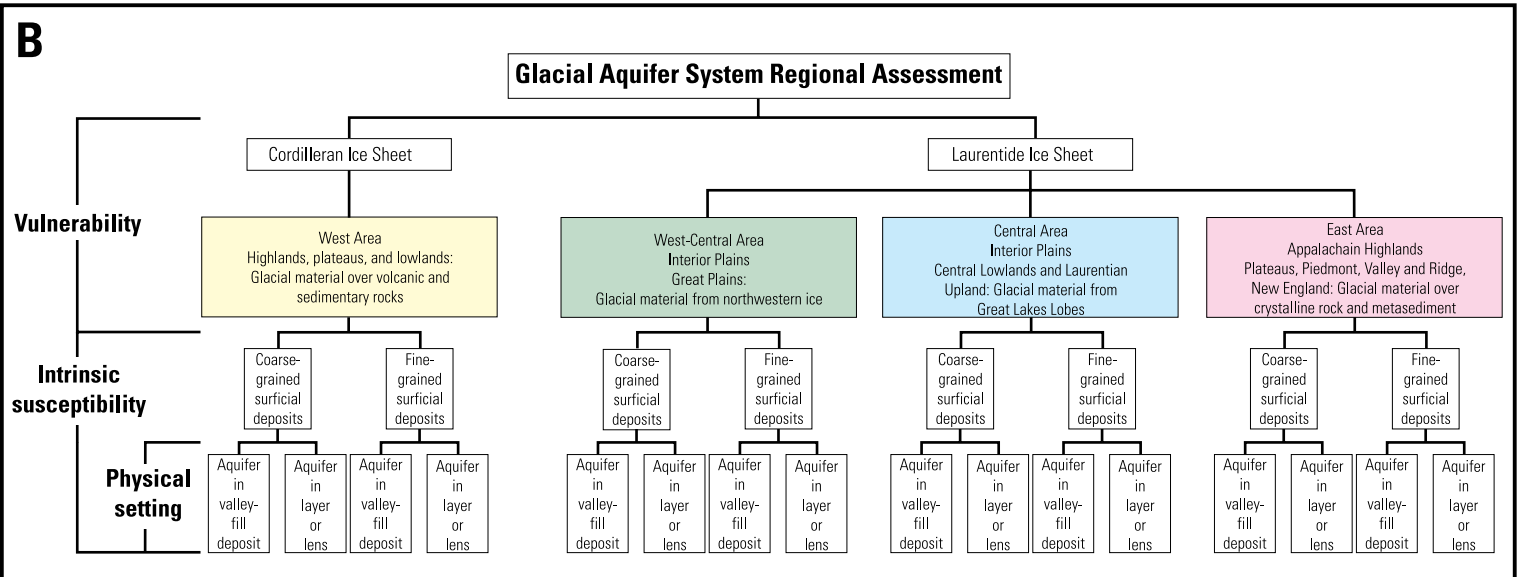 B
Glacial Aquifer System Regional Assessment
Cordilleran Ice Sheet
Laurentide Ice Sheet
Vulnerability
West Area
Highlands, plateaus, and lowlands:
Glacial material over volcanic and
sedimentary rocks
West-Central Area
Interior Plains
Great Plains:
Glacial material from northwestern ice
Central Area
Interior Plains
Central Lowlands and Laurentian
Upland: Glacial material from
Great Lakes Lobes
East Area
Appalachain Highlands
Plateaus, Piedmont, Valley and Ridge,
New England: Glacial material over
crystalline rock and metasediment
Intrinsic
susceptibility
Coarse-
grained
surficial
deposits
Fine-
grained
surficial
deposits
Coarse-
grained
surficial
deposits
Fine-
grained
surficial
deposits
Coarse-
grained
surficial
deposits
Fine-
grained
surficial
deposits
Coarse-
grained
surficial
deposits
Fine-
grained
surficial
deposits
Physical
setting
Aquifer
in
valley-
fill
deposit
Aquifer
in
layer
or
lens
Aquifer
in
valley-
fill
deposit
Aquifer
in
layer
or
lens
Aquifer
in
valley-
fill
deposit
Aquifer
in
layer
or
lens
Aquifer
in
valley-
fill
deposit
Aquifer
in
layer
or
lens
Aquifer
in
valley-
fill
deposit
Aquifer
in
layer
or
lens
Aquifer
in
valley-
fill
deposit
Aquifer
in
layer
or
lens
Aquifer
in
valley-
fill
deposit
Aquifer
in
layer
or
lens
Aquifer
in
valley-
fill
deposit
Aquifer
in
layer
or
lens